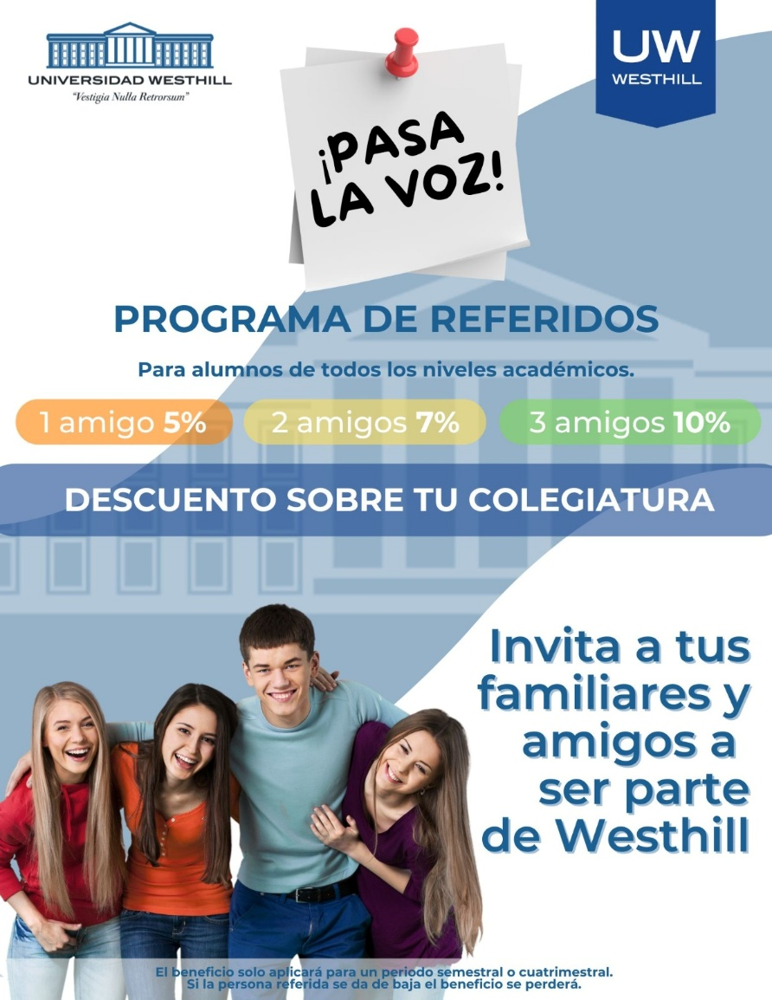 UNIVERSIDAD WESTHILL
"Vestigia Nulla Retrorsum"
UW
WESTHILL
¡PASA
LA VOZ!
PROGRAMA DE REFERIDOS
Para alumnos de todos los niveles académicos.
1 amigo 5%
2 amigos 7%
3 amigos 10%
DESCUENTO SOBRE TU COLEGIATURA
Invita a tus
familiares y
amigos a
ser parte
de Westhill
El beneficio solo aplicará para un periodo semestral o cuatrimestral.
Si la persona referida se da de baja el beneficio se perderá.